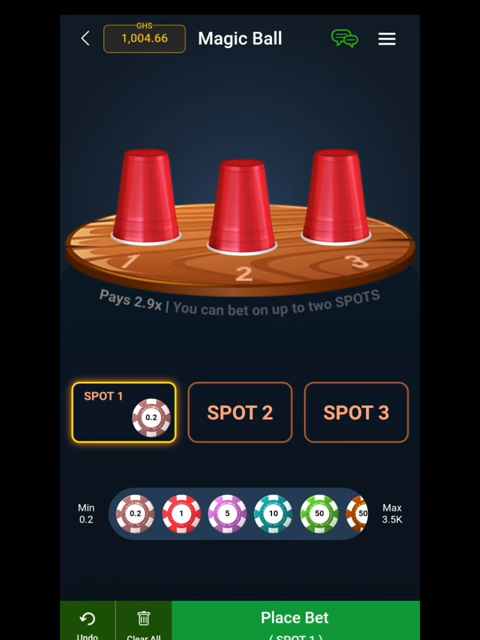 GHS
1,004.66
Magic Ball
1
2
3
Pays 2.9x | You can bet on up to two SPOTS
SPOT 1
0.2
SPOT 2
SPOT 3
Min
0.2
0.2
1
5
10
50
50
Max
3.5K
Undo
Clear All
Place Bet
( SPOT 1 )